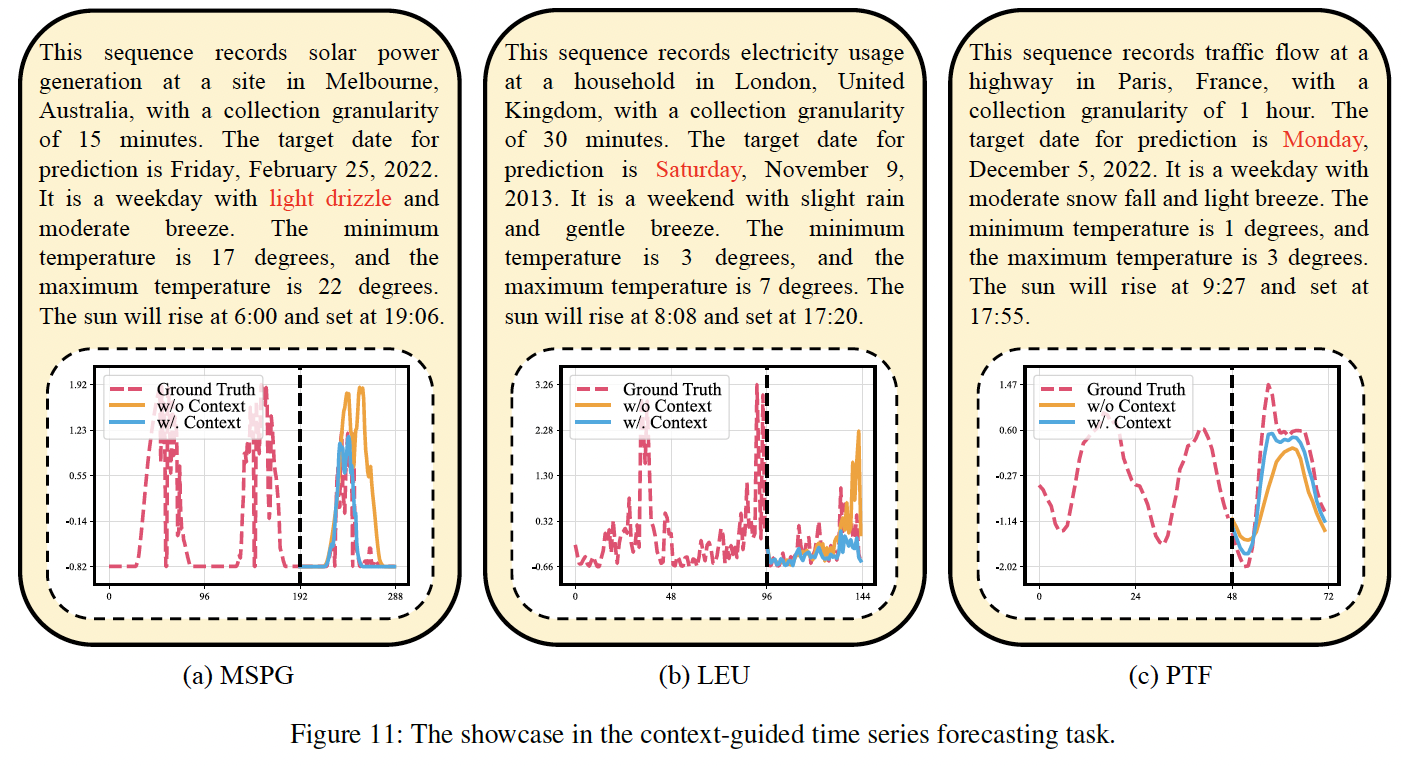 This sequence records solar power
generation at a site in Melbourne,
Australia, with a collection granularity
of 15 minutes. The target date for
prediction is Friday, February 25, 2022.
It is a weekday with light drizzle and
moderate breeze. The minimum
temperature is 17 degrees, and the
maximum temperature is 22 degrees.
The sun will rise at 6:00 and set at 19:06.
Ground Truth
w/o Context
w/. Context
1.92
1.23
0.55
-0.14
-0.82
0
96
192
288
(a) MSPG
This sequence records electricity usage
at a household in London, United
Kingdom, with a collection granularity
of 30 minutes. The target date for
prediction is Saturday, November 9,
2013. It is a weekend with slight rain
and gentle breeze. The minimum
temperature is 3 degrees, and the
maximum temperature is 7 degrees. The
sun will rise at 8:08 and set at 17:20.
Ground Truth
w/o Context
w/. Context
3.26
2.28
1.30
0.32
-0.66
0
48
96
144
(b) LEU
This sequence records traffic flow at a
highway in Paris, France, with a
collection granularity of 1 hour. The
target date for prediction is Monday,
December 5, 2022. It is a weekday with
moderate snow fall and light breeze. The
minimum temperature is 1 degrees, and
the maximum temperature is 3 degrees.
The sun will rise at 9:27 and set at
17:55.
Ground Truth
w/o Context
w/. Context
1.47
0.60
-0.27
-1.14
-2.02
0
24
48
72
(c) PTF
Figure 11: The showcase in the context-guided time series forecasting task.